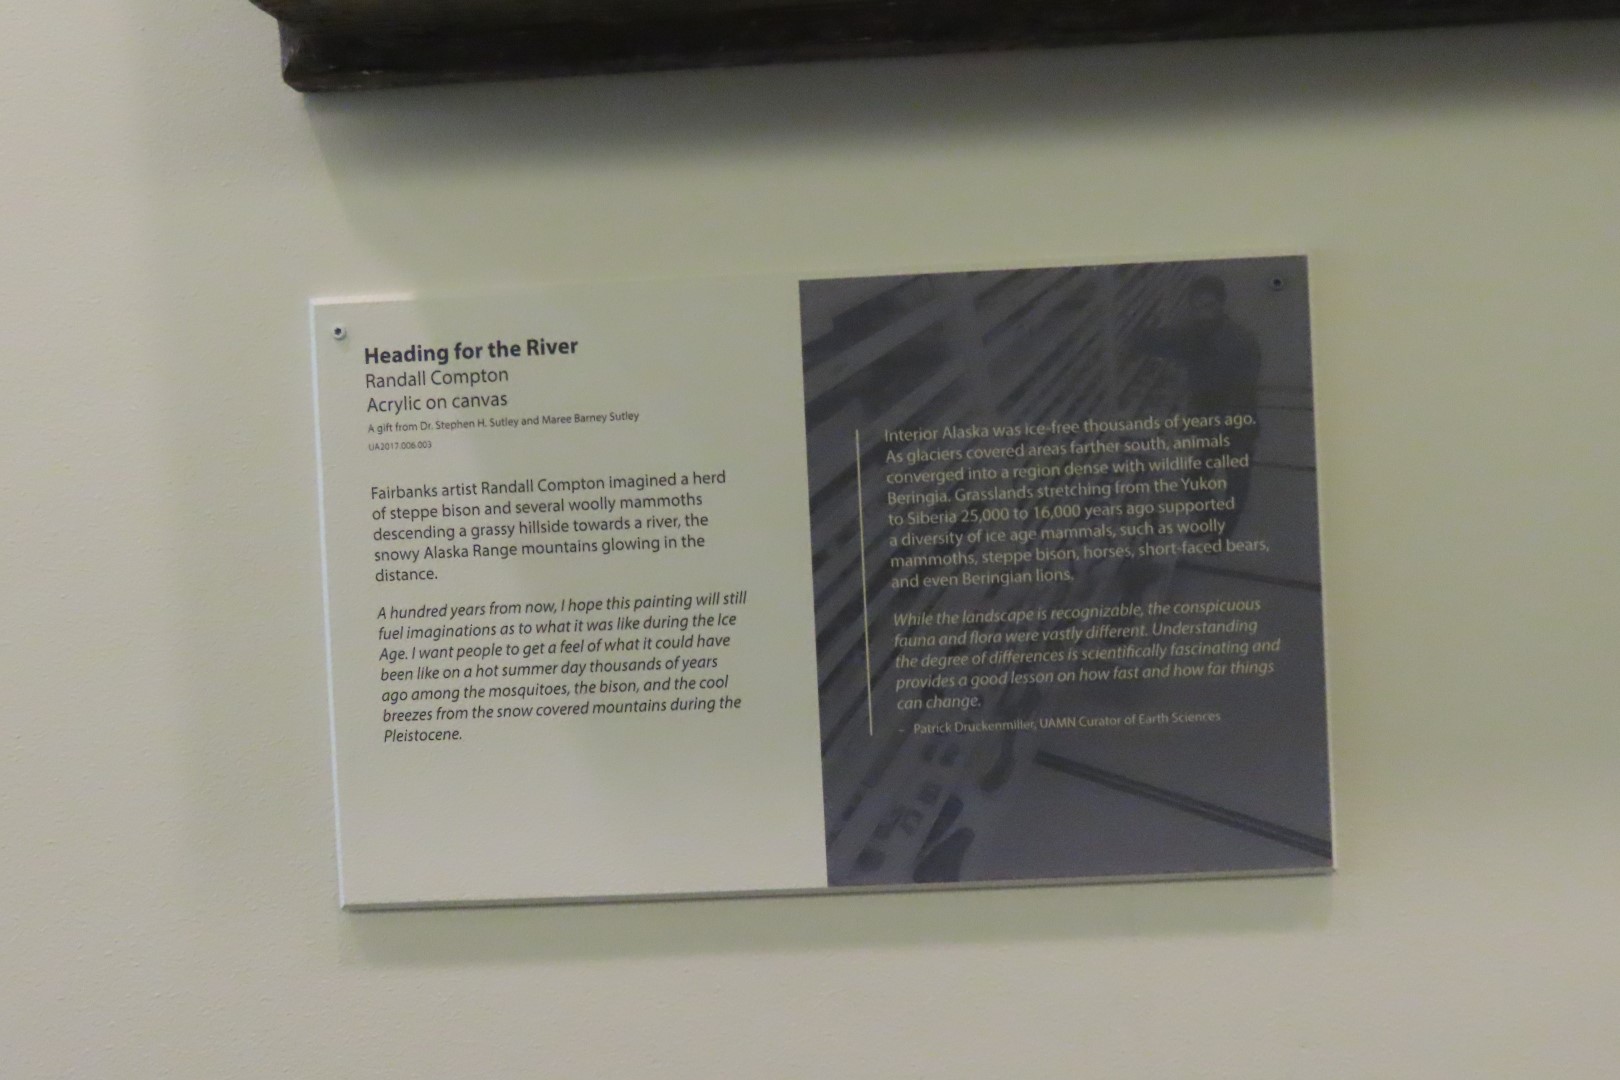 Heading for the River
Randall Compton
Acrylic on canvas
A gift from Dr. Stephen H. Sutley and Maree Barney Sutley
UA2017.006.003
Fairbanks artist Randall Compton imagined a herd
of steppe bison and several woolly mammoths
descending a grassy hillside towards a river, the
snowy Alaska Range mountains glowing in the
distance.
A hundred years from now, I hope this painting will still
fuel imaginations as to what it was like during the Ice
Age. I want people to get a feel of what it could have
been like on a hot summer day thousands of years
ago among the mosquitoes, the bison, and the cool
breezes from the snow covered mountains during the
Pleistocene.
Interior Alaska was ice-free thousands of years ago.
As glaciers covered areas farther south, animals
converged into a region dense with wildlife called
Beringia. Grasslands stretching from the Yukon
to Siberia 25,000 to 16,000 years ago supported
a diversity of ice age mammals, such as woolly
mammoths, steppe bison, horses, short-faced bears,
and even Beringian lions.
While the landscape is recognizable, the conspicuous
fauna and flora were vastly different. Understanding
the degree of differences is scientifically fascinating and
provides a good lesson on how fast and how far things
can change.
– Patrick Druckenmiller, UAMN Curator of Earth Sciences